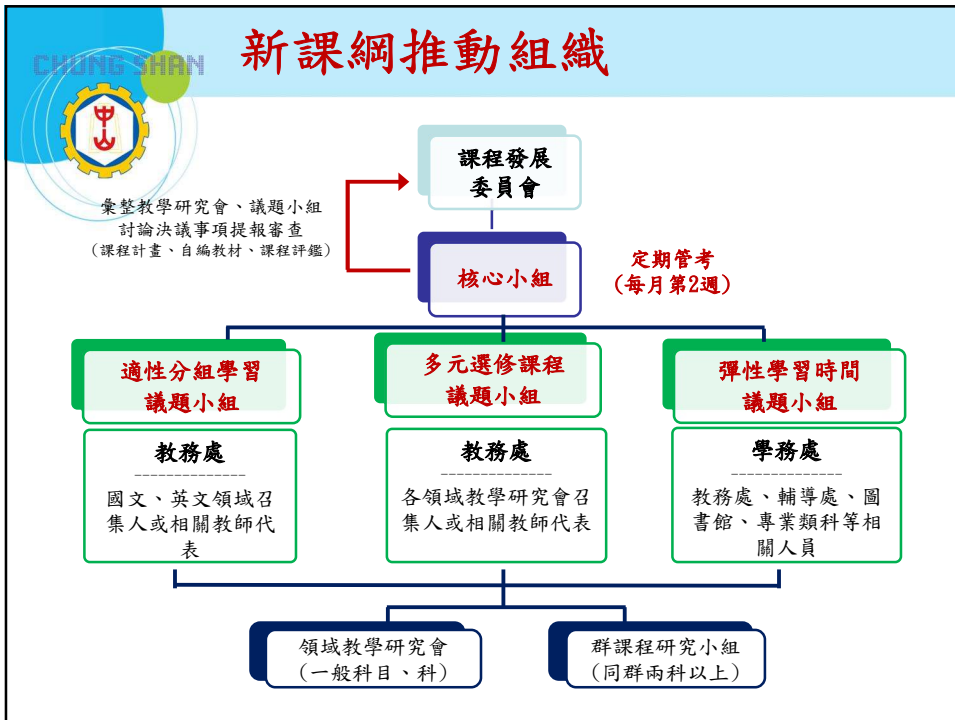 CHUNG SHAN
新課綱推動組織
課程發展
委員會
彙整教學研究會、議題小組
討論決議事項提報審查
(課程計畫、自編教材、課程評鑑)
核心小組
定期管考
(每月第2週)
適性分組學習
議題小組
多元選修課程
議題小組
彈性學習時間
議題小組
教務處
--------------
國文、英文領域召
集人或相關教師代
表
教務處
--------------
各領域教學研究會召
集人或相關教師代表
學務處
--------------
教務處、輔導處、圖
書館、專業類科等相
關人員
領域教學研究會
(一般科目、科)
群課程研究小組
(同群兩科以上)